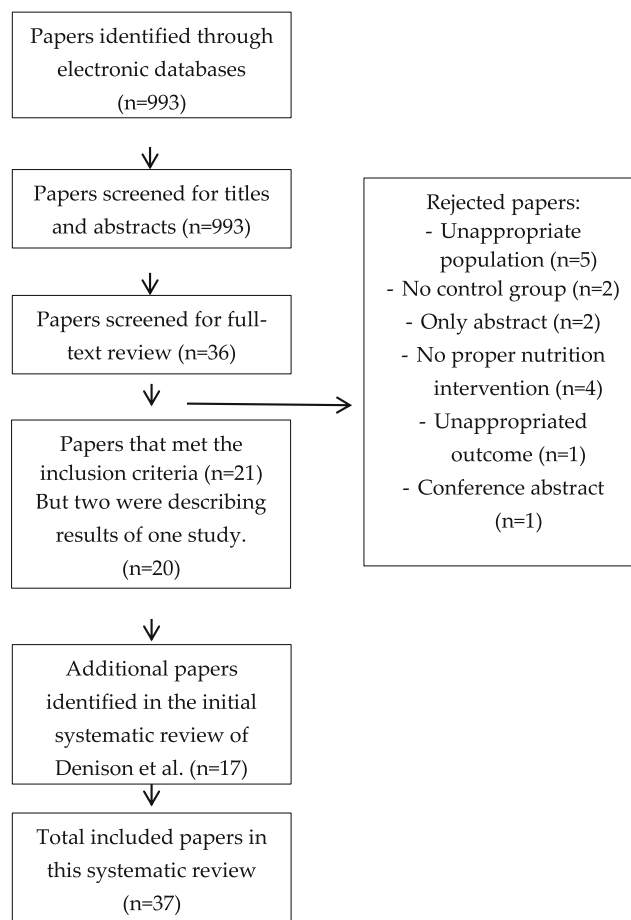 Papers identified through
electronic databases
(n=993)
Papers screened for titles
and abstracts (n=993)
Papers screened for full-
text review (n=36)
Rejected papers:
- Unappropriate
population (n=5)
- No control group (n=2)
- Only abstract (n=2)
- No proper nutrition
intervention (n=4)
- Unappropriated
outcome (n=1)
- Conference abstract
(n=1)
Papers that met the
inclusion criteria (n=21)
But two were describing
results of one study.
(n=20)
Additional papers
identified in the initial
systematic review of
Denison et al. (n=17)
Total included papers in
this systematic review
(n=37)